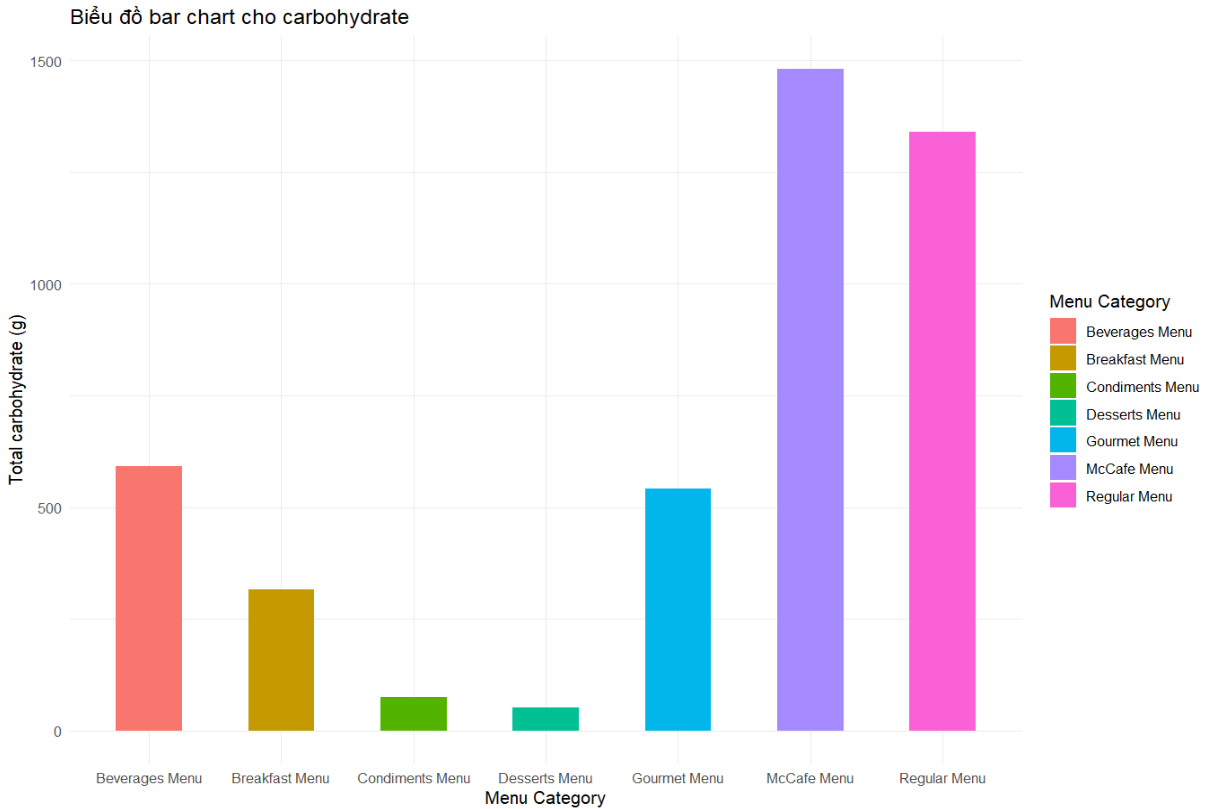 Biểu đồ bar chart cho carbohydrate
Total carbohydrate (g)
1500
1000
500
0
Beverages Menu
Breakfast Menu
Condiments Menu
Desserts Menu
Gourmet Menu
McCafe Menu
Regular Menu
Menu Category
Menu Category
Beverages Menu
Breakfast Menu
Condiments Menu
Desserts Menu
Gourmet Menu
McCafe Menu
Regular Menu